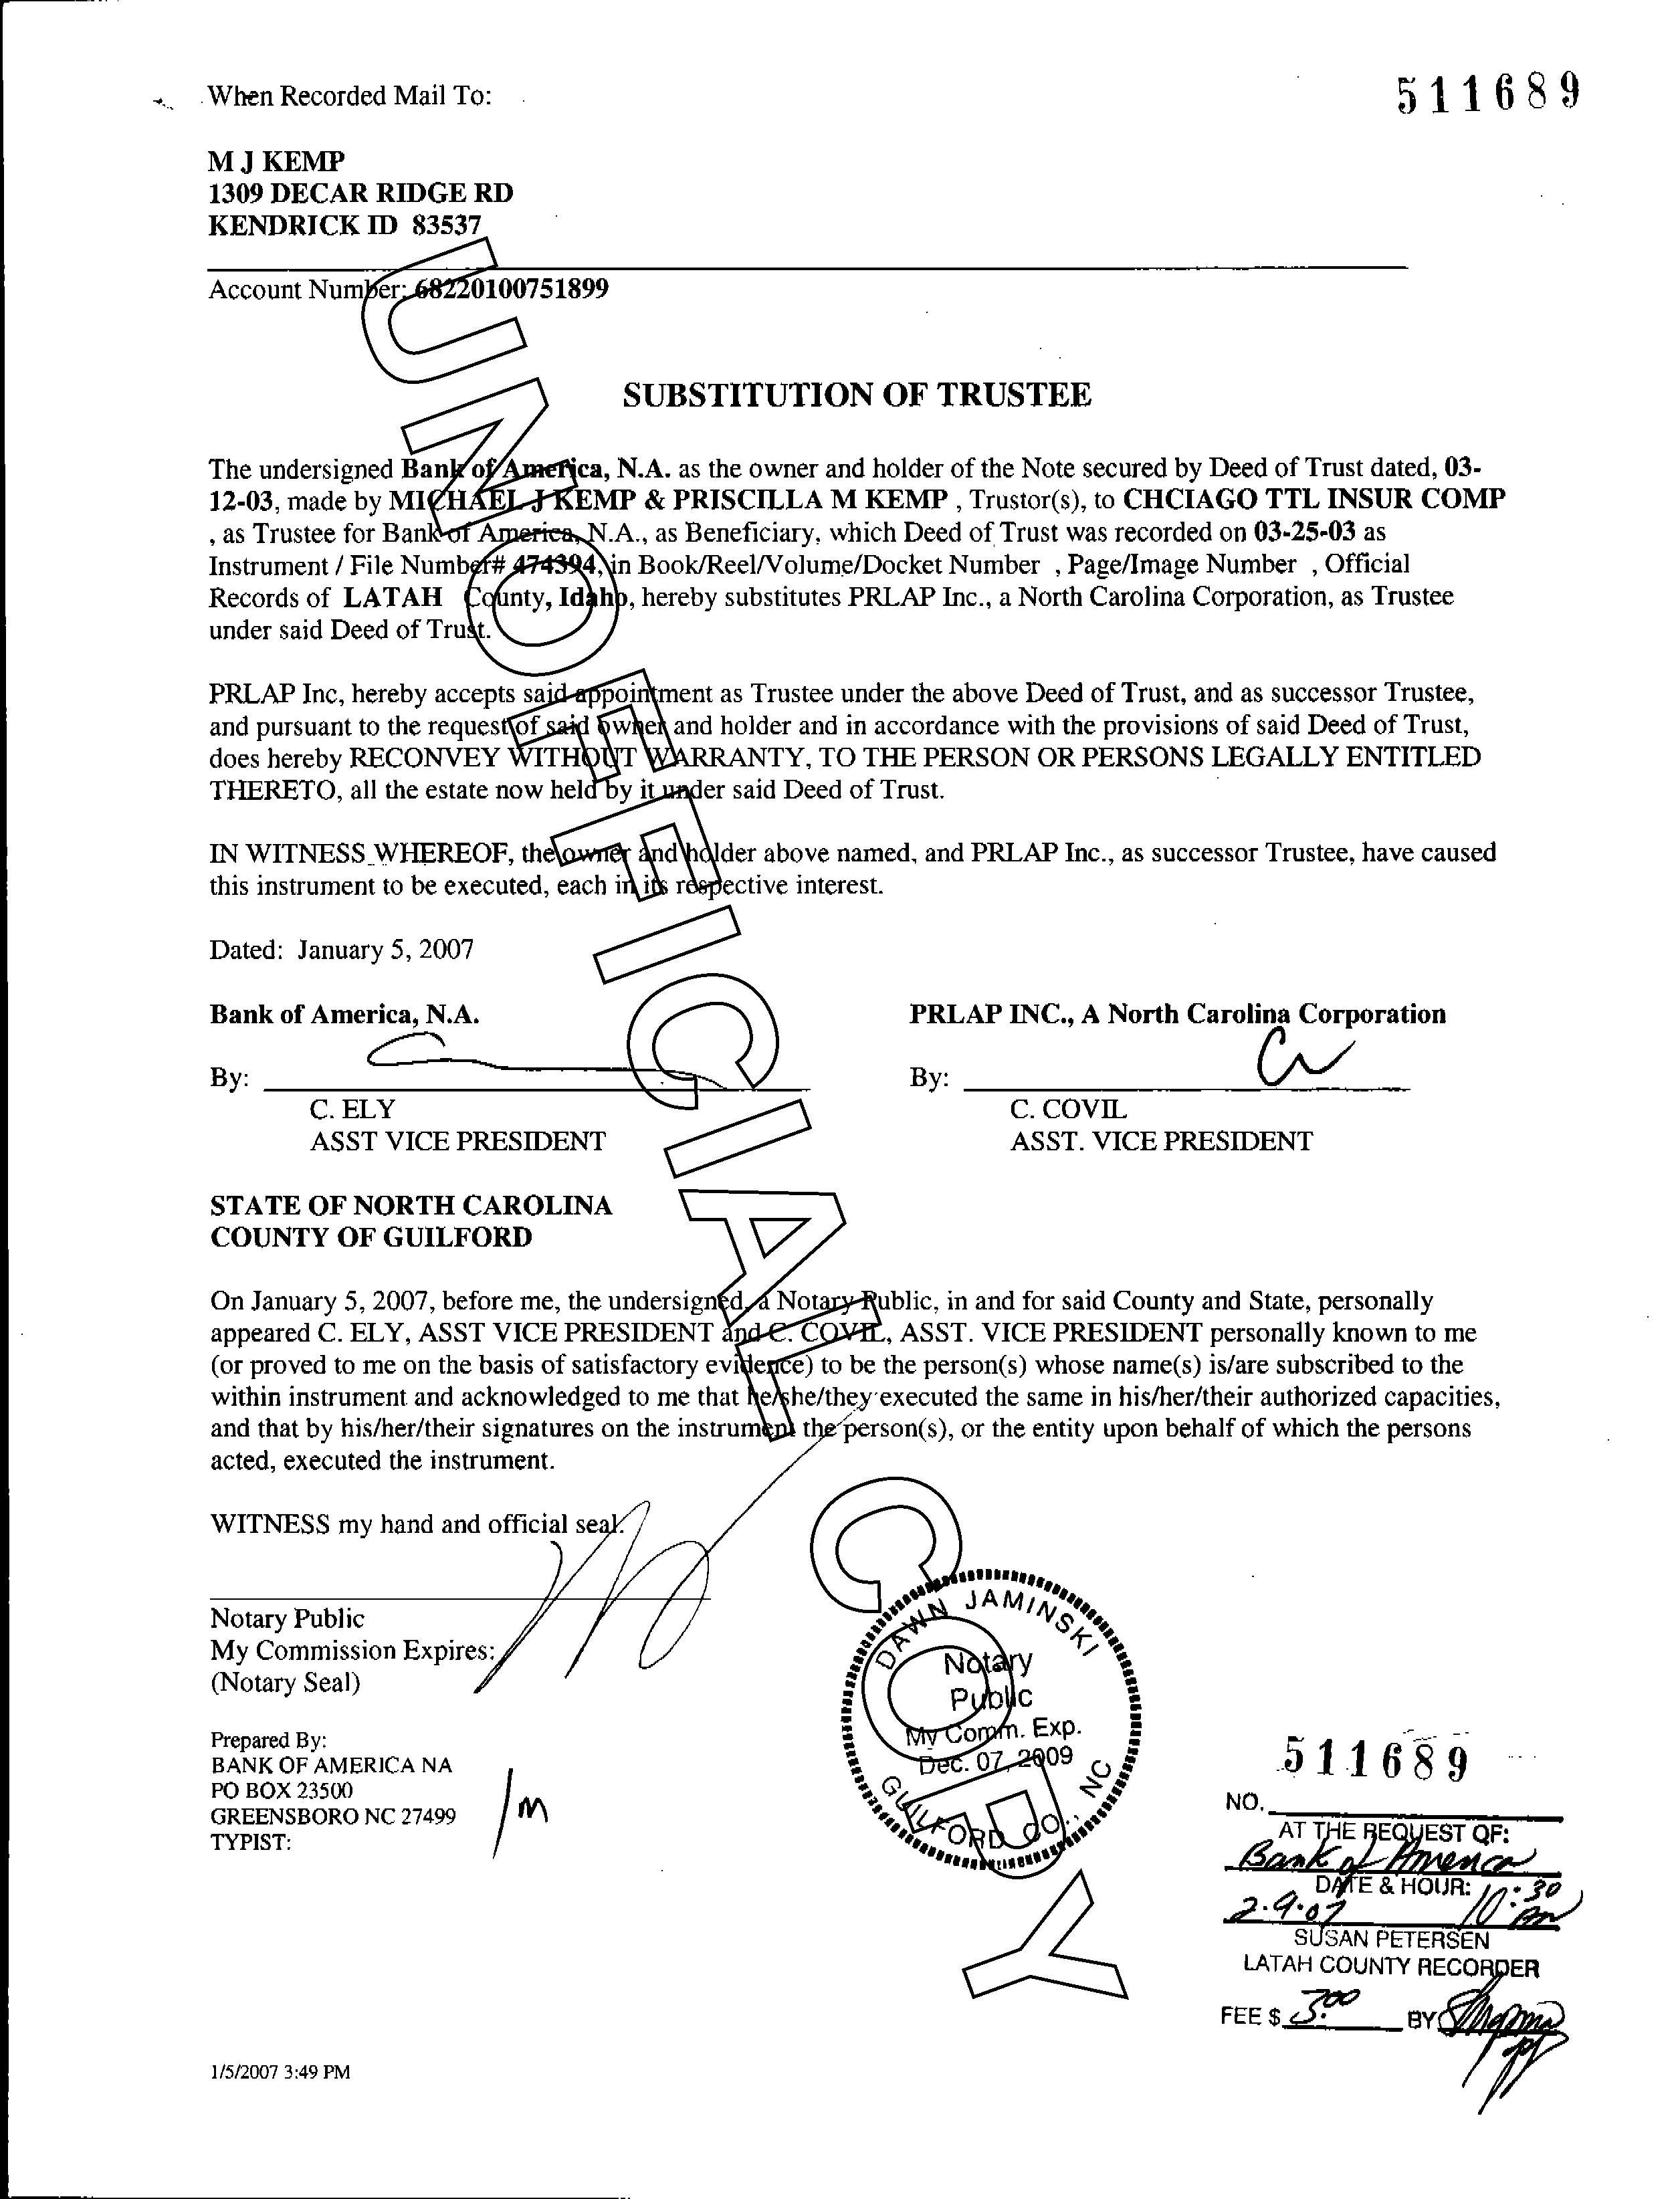 When Recorded Mail To:
511689
M J KEMP
1309 DECAR RIDGE RD
KENDRICK ID 83537
Account Number: 68220100751899
SUBSTITUTION OF TRUSTEE
The undersigned Bank of America, N.A. as the owner and holder of the Note secured by Deed of Trust dated, 03-
12-03, made by MICHAEL J KEMP & PRISCILLA M KEMP , Trustor(s), to CHCIAGO TTL INSUR COMP
, as Trustee for Bank of America, N.A., as Beneficiary, which Deed of Trust was recorded on 03-25-03 as
Instrument / File Number# 474394, in Book/Reel/Volume/Docket Number , Page/Image Number , Official
Records of LATAH County, Idaho, hereby substitutes PRLAP Inc., a North Carolina Corporation, as Trustee
under said Deed of Trust.
PRLAP Inc, hereby accepts said appointment as Trustee under the above Deed of Trust, and as successor Trustee,
and pursuant to the request of said owner and holder and in accordance with the provisions of said Deed of Trust,
does hereby RECONVEY WITHOUT WARRANTY, TO THE PERSON OR PERSONS LEGALLY ENTITLED
THERETO, all the estate now held by it under said Deed of Trust.
IN WITNESS WHEREOF, the owner and holder above named, and PRLAP Inc., as successor Trustee, have caused
this instrument to be executed, each in its respective interest.
Dated: January 5, 2007
Bank of America, N.A.
PRLAP INC., A North Carolina Corporation
By:
By:
C. ELY
C. COVIL
ASST VICE PRESIDENT
ASST. VICE PRESIDENT
STATE OF NORTH CAROLINA
COUNTY OF GUILFORD
On January 5, 2007, before me, the undersigned, a Notary Public, in and for said County and State, personally
appeared C. ELY, ASST VICE PRESIDENT and C. COVIL, ASST. VICE PRESIDENT personally known to me
(or proved to me on the basis of satisfactory evidence) to be the person(s) whose name(s) is/are subscribed to the
within instrument and acknowledged to me that he/she/they executed the same in his/her/their authorized capacities,
and that by his/her/their signatures on the instrument the person(s), or the entity upon behalf of which the persons
acted, executed the instrument.
WITNESS my hand and official seal.
Notary Public
My Commission Expires:
(Notary Seal)
DAWN JAMINSKI
Notary
Public
My Comm. Exp.
Dec. 07, 2009
GUILFORD CO., NC
Prepared By:
BANK OF AMERICA NA
PO BOX 23500
GREENSBORO NC 27499
TYPIST:
511689
NO.
AT THE REQUEST OF:
Bank of America
DATE & HOUR:
2.9.07 10:30
SUSAN PETERSEN
LATAH COUNTY RECORDER
FEE $ 3.00 BY
1/5/2007 3:49 PM
UNOFFICIAL COPY